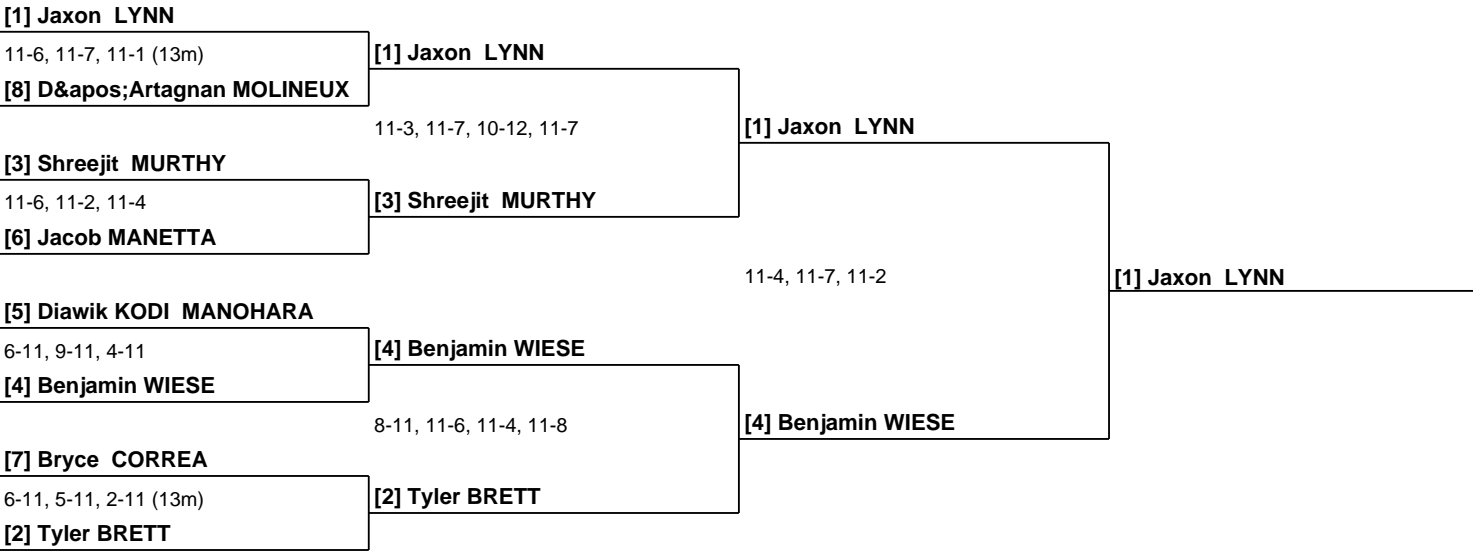 [1] Jaxon LYNN
11-6, 11-7, 11-1 (13m)
[8] D&apos;Artagnan MOLINEUX
[1] Jaxon LYNN
11-3, 11-7, 10-12, 11-7
[1] Jaxon LYNN
[3] Shreejit MURTHY
11-6, 11-2, 11-4
[6] Jacob MANETTA
[3] Shreejit MURTHY
11-4, 11-7, 11-2
[1] Jaxon LYNN
[5] Diawik KODI MANOHARA
6-11, 9-11, 4-11
[4] Benjamin WIESE
[4] Benjamin WIESE
8-11, 11-6, 11-4, 11-8
[4] Benjamin WIESE
[7] Bryce CORREA
6-11, 5-11, 2-11 (13m)
[2] Tyler BRETT
[2] Tyler BRETT